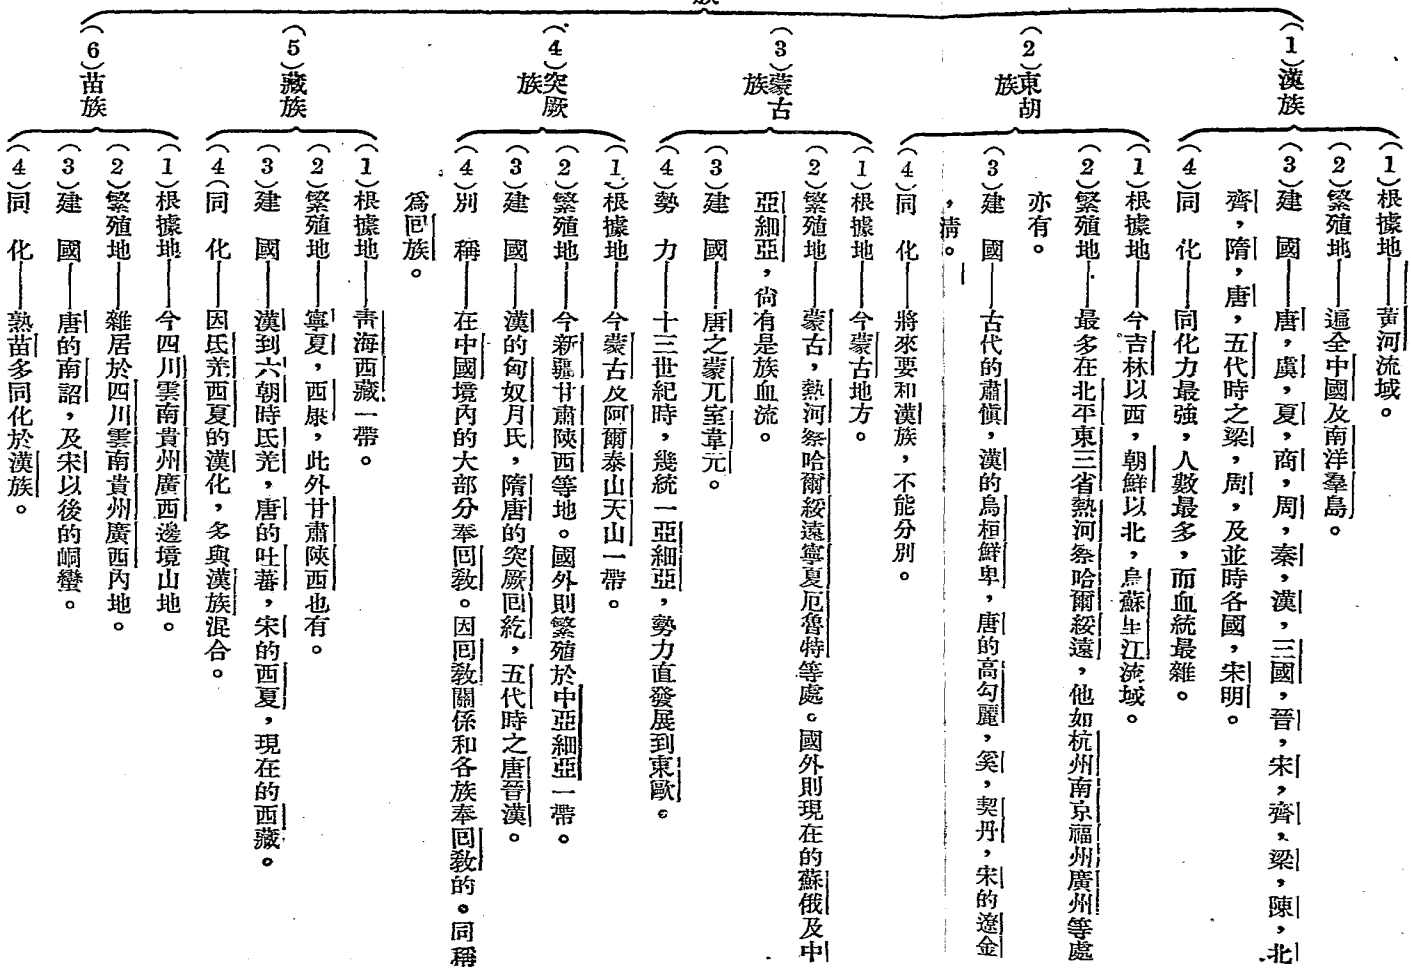 族
（1）漢族
（1）根據地——黃河流域。
（2）繁殖地——遍全中國及南洋羣島。
（3）建　國——唐，虞，夏，商，周，秦，漢，三國，晉，宋，齊，梁，陳，北
齊，隋，唐，五代時之梁，周，及並時各國，宋明。
（4）同　化——同化力最強，人數最多，而血統最雜。
（2）東胡
族
（1）根據地——今吉林以西，朝鮮以北，烏蘇里江流域。
（2）繁殖地——最多在北平東三省熱河察哈爾綏遠，他如杭州南京福州廣州等處
亦有。
（3）建　國——古代的肅愼，漢的烏桓鮮卑，唐的高勾麗，奚，契丹，宋的遼金
，淸。
（4）同　化——將來要和漢族，不能分別。
（3）蒙古
族
（1）根據地——今蒙古地方。
（2）繁殖地——蒙古，熱河察哈爾綏遠寧夏厄魯特等處。國外則現在的蘇俄及中
亞細亞，尙有是族血流。
（3）建　國——唐之蒙兀室韋元。
（4）勢　力——十三世紀時，幾統一亞細亞，勢力直發展到東歐。
（4）突厥
族
（1）根據地——今蒙古及阿爾泰山天山一帶。
（2）繁殖地——今新疆甘肅陝西等地。國外則繁殖於中亞細亞一帶。
（3）建　國——漢的匈奴月氏，隋唐的突厥回紇，五代時之唐晉漢。
（4）別　稱——在中國境內的大部分奉回敎。因回敎關係和各族奉回敎的。同稱
爲回族。
（5）藏族
（1）根據地——靑海西藏一帶。
（2）繁殖地——寧夏，西康，此外甘肅陝西也有。
（3）建　國——漢到六朝時氐羌，唐的吐蕃，宋的西夏，現在的西藏。
（4）同　化——因氐羌西夏的漢化，多與漢族混合。
（6）苗族
（1）根據地——今四川雲南貴州廣西邊境山地。
（2）繁殖地——雜居於四川雲南貴州廣西內地。
（3）建　國——唐的南詔，及宋以後的峒蠻。
（4）同　化——熟苗多同化於漢族。